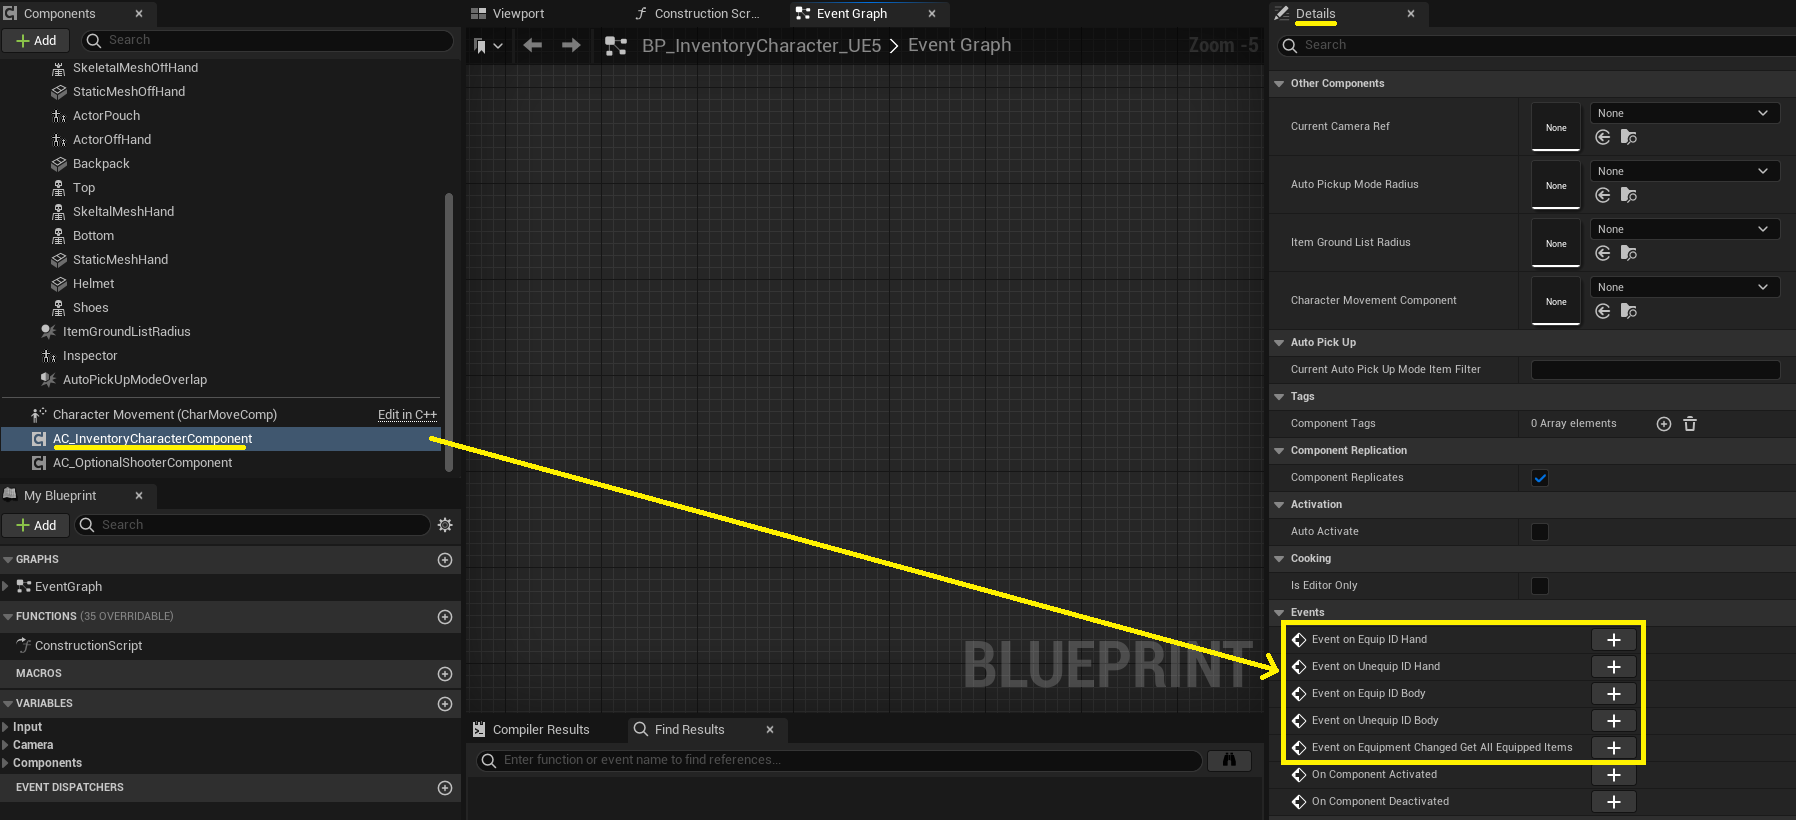 Components
Add
Search
SkeletalMeshOffHand
StaticMeshOffHand
ActorPouch
ActorOffHand
Backpack
Top
SkeltalMeshHand
Bottom
StaticMeshHand
Helmet
Shoes
ItemGroundListRadius
Inspector
AutoPickUpModeOverlap
Character Movement (CharMoveComp)
Edit in C++
AC_InventoryCharacterComponent
AC_OptionalShooterComponent
My Blueprint
Add
Search
GRAPHS
EventGraph
FUNCTIONS (35 OVERRIDABLE)
ConstructionScript
MACROS
VARIABLES
Input
Camera
Components
EVENT DISPATCHERS
Viewport
Construction Scr...
Event Graph
BP_InventoryCharacter_UE5 > Event Graph
Zoom -5
BLUEPRINT
Compiler Results
Find Results
Enter function or event name to find references...
Details
Search
Other Components
Current Camera Ref
None
None
Auto Pickup Mode Radius
None
None
Item Ground List Radius
None
None
Character Movement Component
None
None
Auto Pick Up
Current Auto Pick Up Mode Item Filter
Tags
Component Tags
0 Array elements
Component Replication
Component Replicates
Activation
Auto Activate
Cooking
Is Editor Only
Events
Event on Equip ID Hand
Event on Unequip ID Hand
Event on Equip ID Body
Event on Unequip ID Body
Event on Equipment Changed Get All Equipped Items
On Component Activated
On Component Deactivated